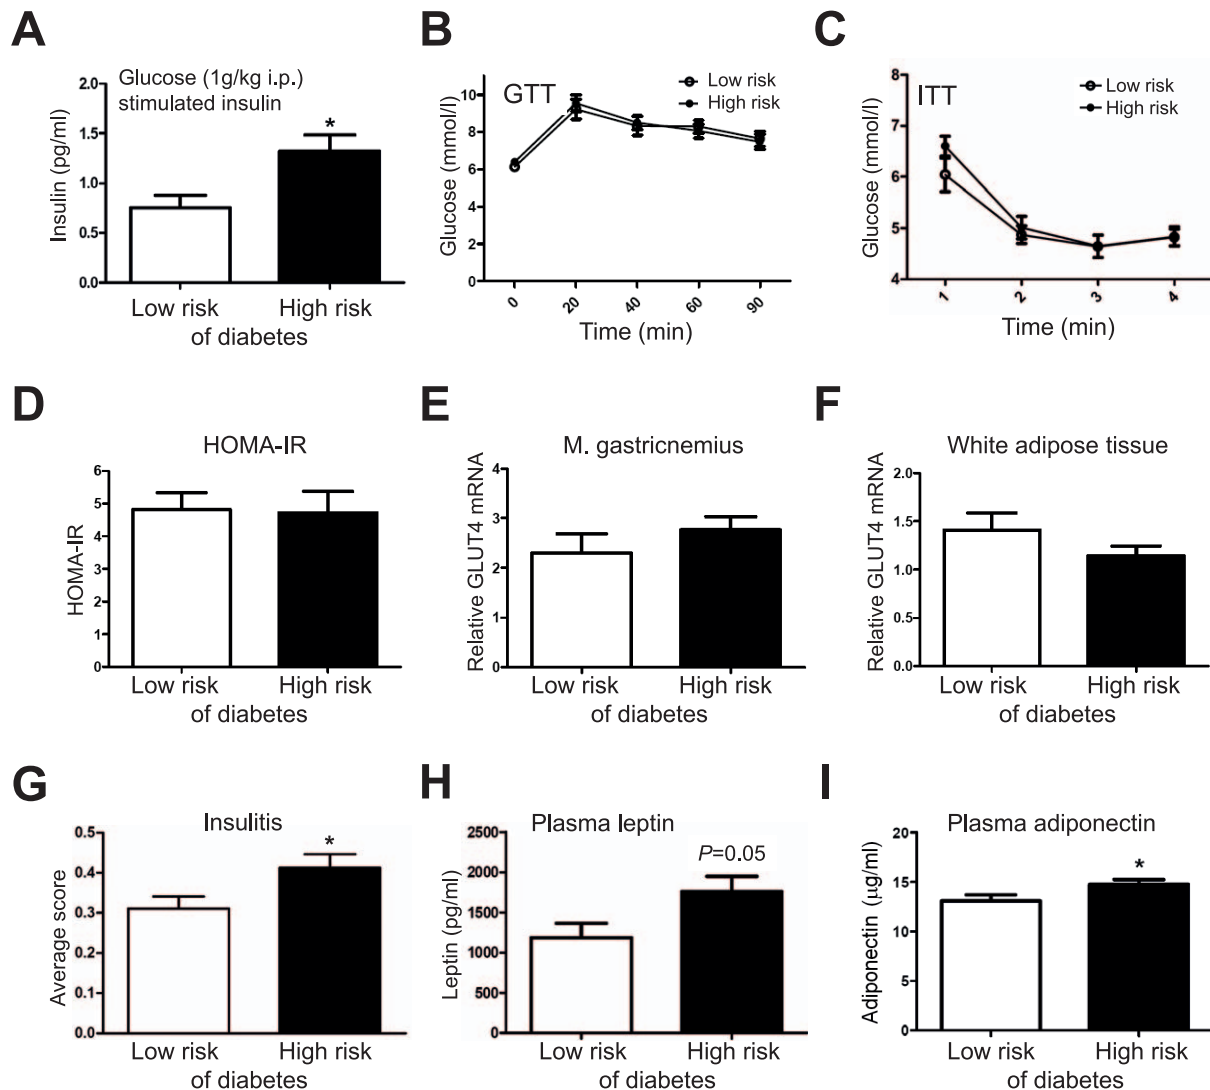 A
Glucose (1g/kg i.p.)
stimulated insulin
Insulin (pg/ml)
2.0
1.5
1.0
0.5
0.0
*
Low risk High risk
of diabetes
B
GTT
Low risk
High risk
Glucose (mmol/l)
10
8
6
4
2
0
0 20 40 60 90
Time (min)
C
ITT
Low risk
High risk
Glucose (mmol/l)
8
7
6
5
4
1 2 3 4
Time (min)
D
HOMA-IR
HOMA-IR
6
5
4
3
2
1
0
Low risk High risk
of diabetes
E
M. gastricnemius
Relative GLUT4 mRNA
4
3
2
1
0
Low risk High risk
of diabetes
F
White adipose tissue
Relative GLUT4 mRNA
2.0
1.5
1.0
0.5
0.0
Low risk High risk
of diabetes
G
Insulitis
Average score
0.5
0.4
0.3
0.2
0.1
0.0
*
Low risk High risk
of diabetes
H
Plasma leptin
Leptin (pg/ml)
2500
2000
1500
1000
500
0
P=0.05
Low risk High risk
of diabetes
I
Plasma adiponectin
Adiponectin (μg/ml)
20
15
10
5
0
*
Low risk High risk
of diabetes